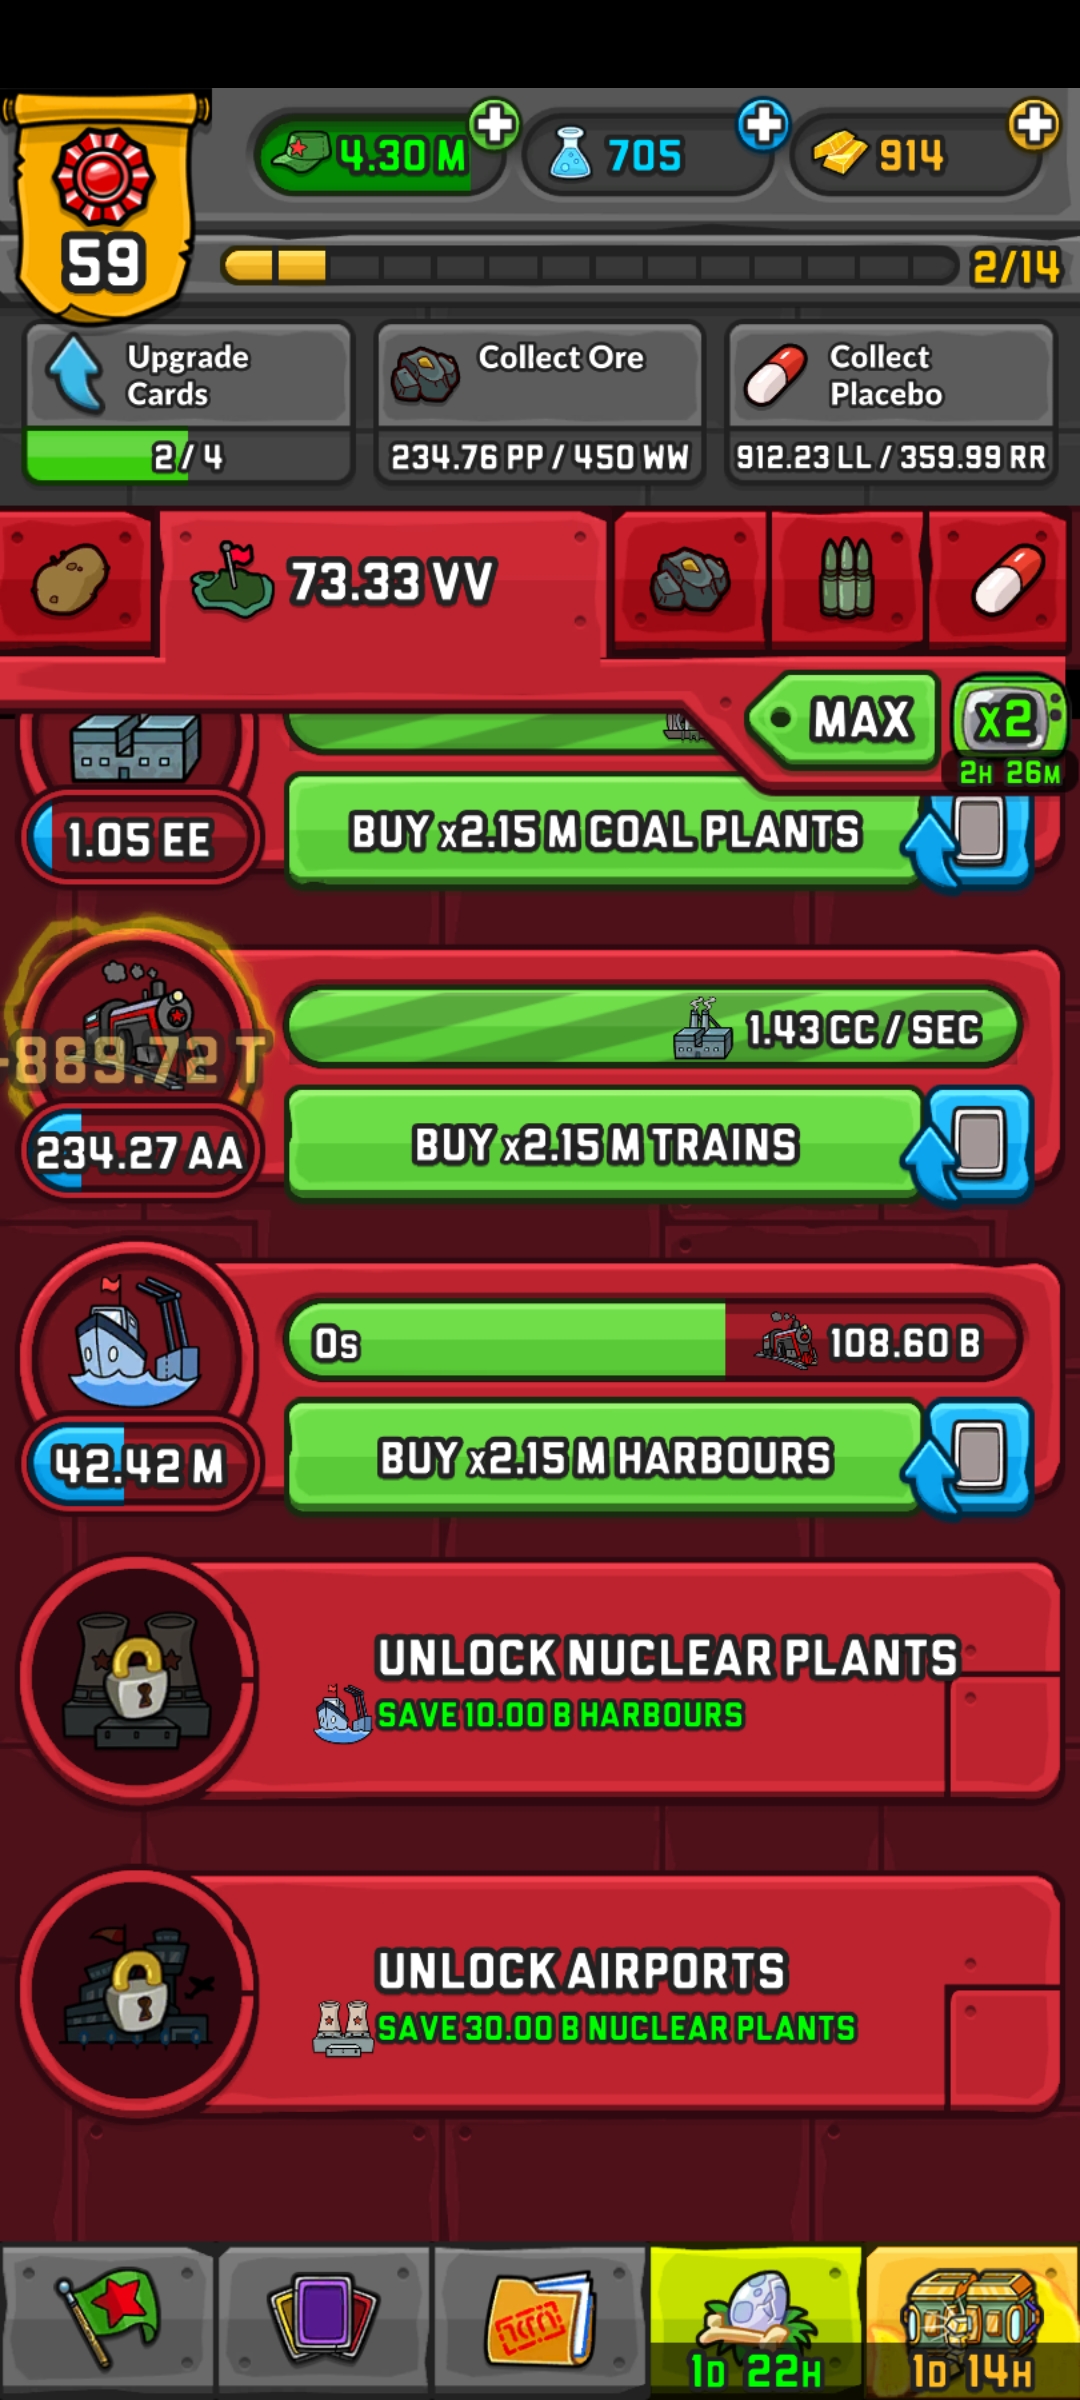 4.30 M
705
914
59
2/14
Upgrade Cards
2/4
Collect Ore
234.76 PP / 450 WW
Collect Placebo
912.23 LL / 359.99 RR
73.33 VV
MAX
x2
2H 26M
1.05 EE
BUY x2.15 M COAL PLANTS
1.43 CC / SEC
-889.72 T
234.27 AA
BUY x2.15 M TRAINS
0s
108.60 B
42.42 M
BUY x2.15 M HARBOURS
UNLOCK NUCLEAR PLANTS
SAVE 10.00 B HARBOURS
UNLOCK AIRPORTS
SAVE 30.00 B NUCLEAR PLANTS
1D 22H
1D 14H